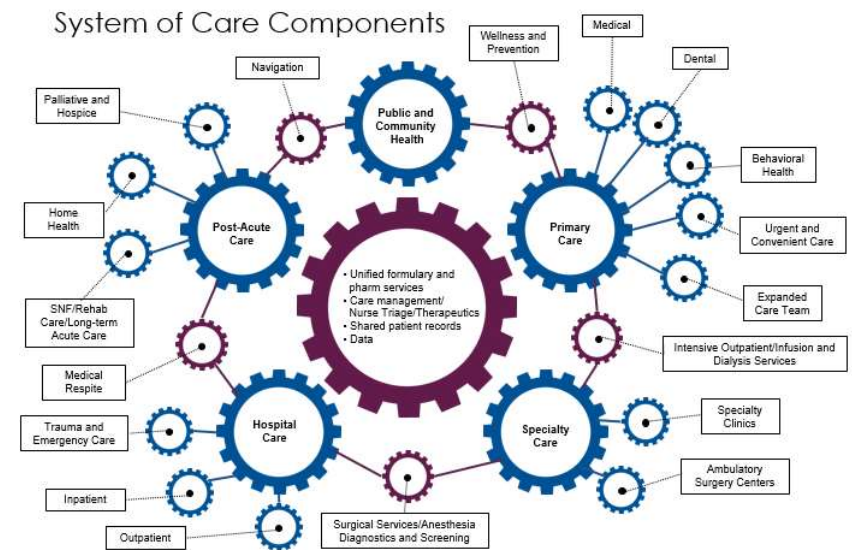 System of Care Components
Wellness and
Prevention
Medical
Dental
Navigation
Palliative and
Hospice
Public and
Community
Health
Behavioral
Health
Home
Health
Post-Acute
Care
Primary
Care
Urgent and
Convenient Care
• Unified formulary and
pharm services
• Care management/
Nurse Triage/Therapeutics
• Shared patient records
• Data
SNF/Rehab
Care/Long-term
Acute Care
Expanded
Care Team
Intensive Outpatient/Infusion and
Dialysis Services
Medical
Respite
Trauma and
Emergency Care
Hospital
Care
Specialty
Care
Specialty
Clinics
Ambulatory
Surgery Centers
Inpatient
Outpatient
Surgical Services/Anesthesia
Diagnostics and Screening